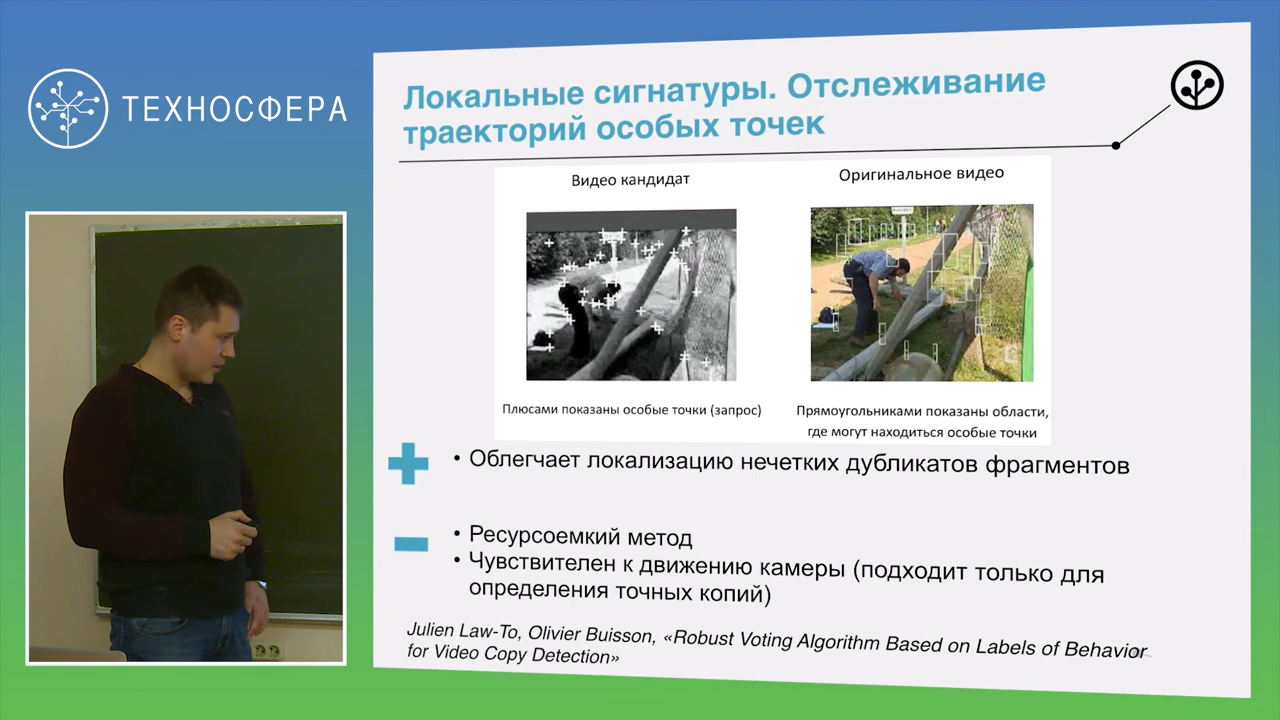 ТЕХНОСФЕРА
Локальные сигнатуры. Отслеживание
траекторий особых точек
Видео кандидат
Оригинальное видео
Плюсами показаны особые точки (запрос)
Прямоугольниками показаны области,
где могут находиться особые точки
• Облегчает локализацию нечетких дубликатов фрагментов
• Ресурсоемкий метод
• Чувствителен к движению камеры (подходит только для
определения точных копий)
Julien Law-To, Olivier Buisson, «Robust Voting Algorithm Based on Labels of Behavior
for Video Copy Detection»